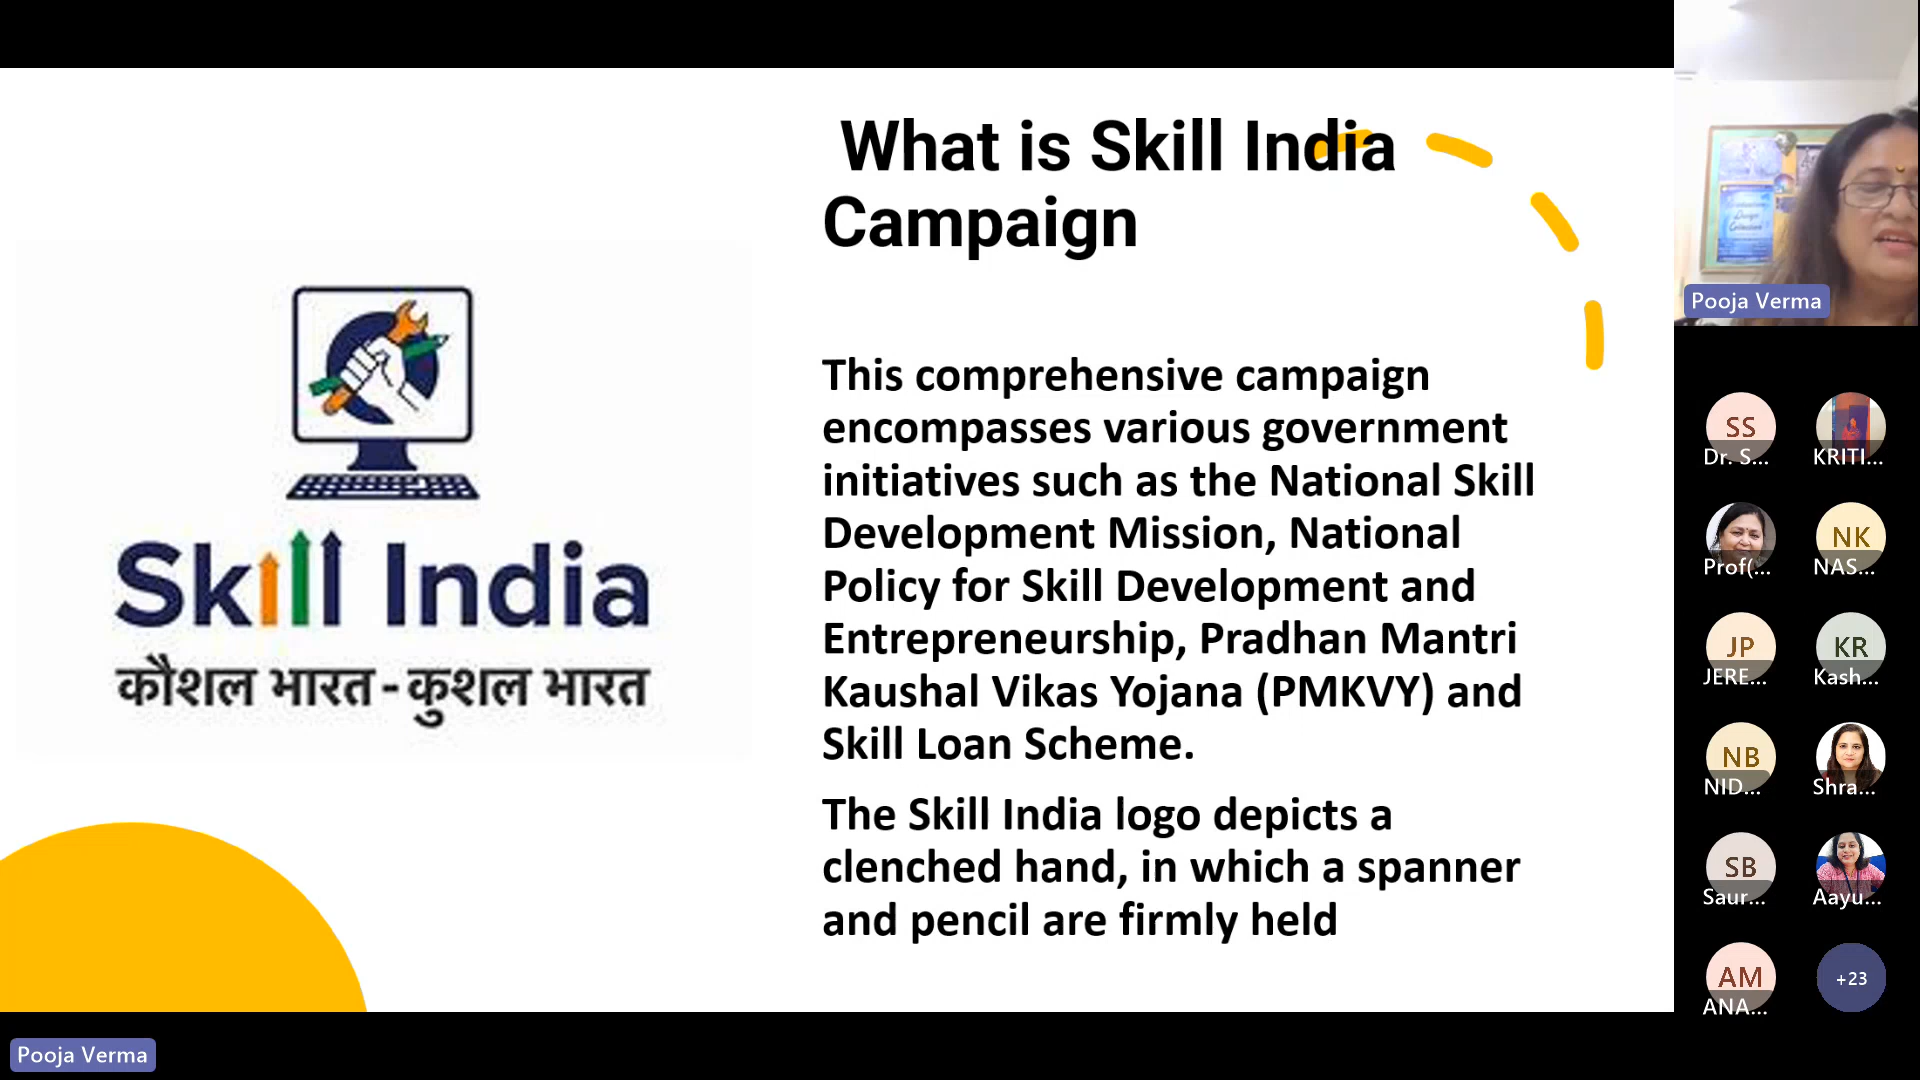 What is Skill India
Campaign
This comprehensive campaign
encompasses various government
initiatives such as the National Skill
Development Mission, National
Policy for Skill Development and
Entrepreneurship, Pradhan Mantri
Kaushal Vikas Yojana (PMKVY) and
Skill Loan Scheme.
The Skill India logo depicts a
clenched hand, in which a spanner
and pencil are firmly held
Skill India
कौशल भारत - कुशल भारत
Pooja Verma
SS
Dr. S...
KRITI...
Prof(...
NK
NAS...
JP
JERE...
KR
Kash...
NB
NID...
Shra...
SB
Saur...
Aayu...
AM
ANA...
+23
Pooja Verma